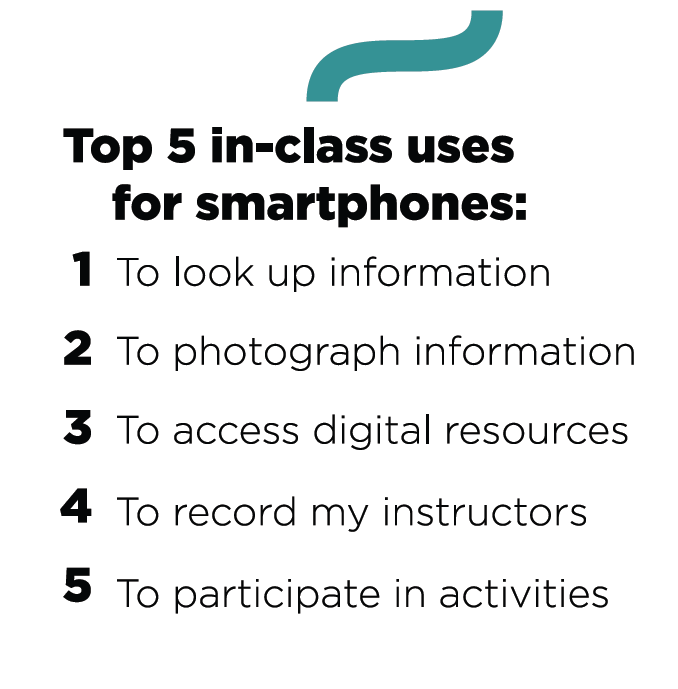 Top 5 in-class uses
for smartphones:
1 To look up information
2 To photograph information
3 To access digital resources
4 To record my instructors
5 To participate in activities